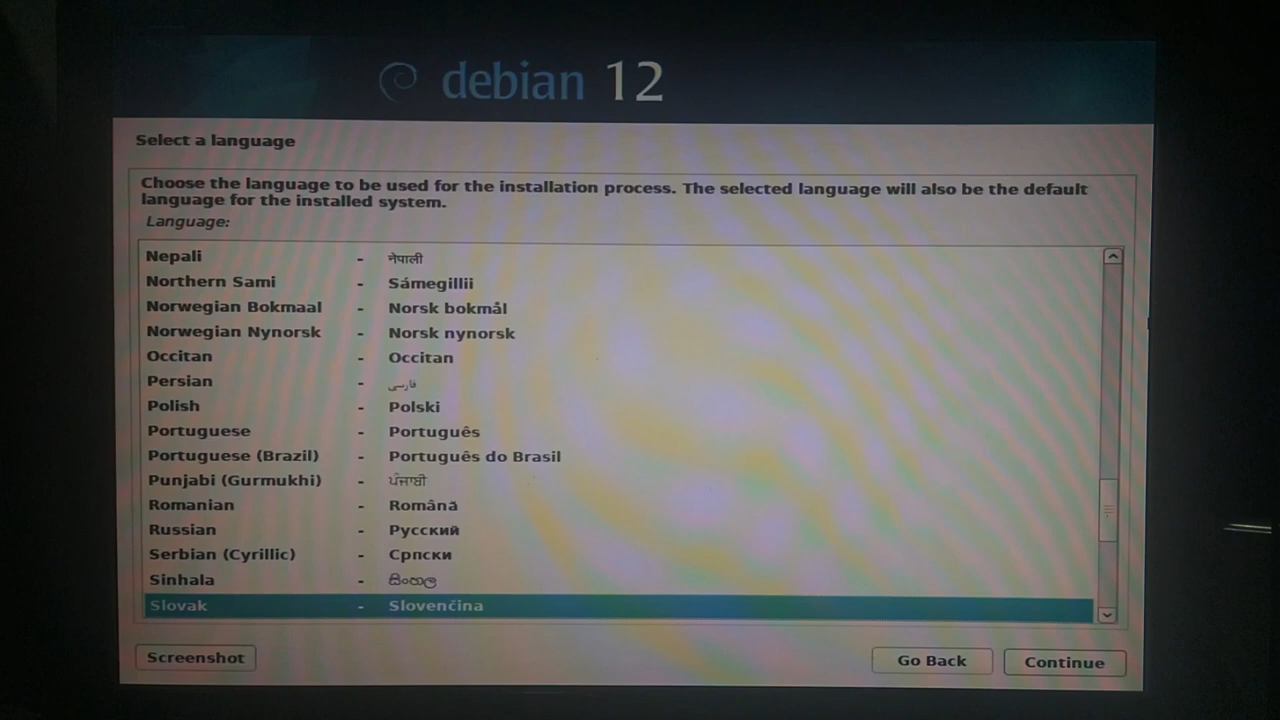 debian 12
Select a language
Choose the language to be used for the installation process. The selected language will also be the default
language for the installed system.
Language:
Nepali - नेपाली
Northern Sami - Sámegillii
Norwegian Bokmaal - Norsk bokmål
Norwegian Nynorsk - Norsk nynorsk
Occitan - Occitan
Persian - فارسی
Polish - Polski
Portuguese - Português
Portuguese (Brazil) - Português do Brasil
Punjabi (Gurmukhi) - ਪੰਜਾਬੀ
Romanian - Română
Russian - Русский
Serbian (Cyrillic) - Српски
Sinhala - සිංහල
Slovak - Slovenčina
Screenshot Go Back Continue